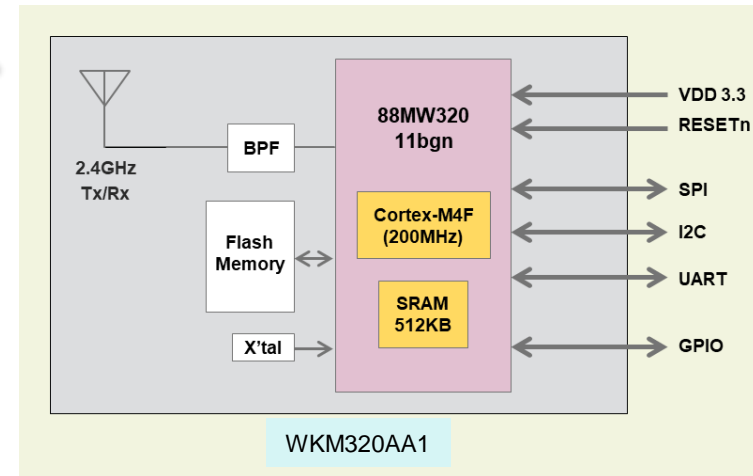 88MW320
11bgn
BPF
2.4GHz
Tx/Rx
Cortex-M4F
(200MHz)
Flash
Memory
SRAM
512KB
X'tal
VDD 3.3
RESETn
SPI
I2C
UART
GPIO
WKM320AA1